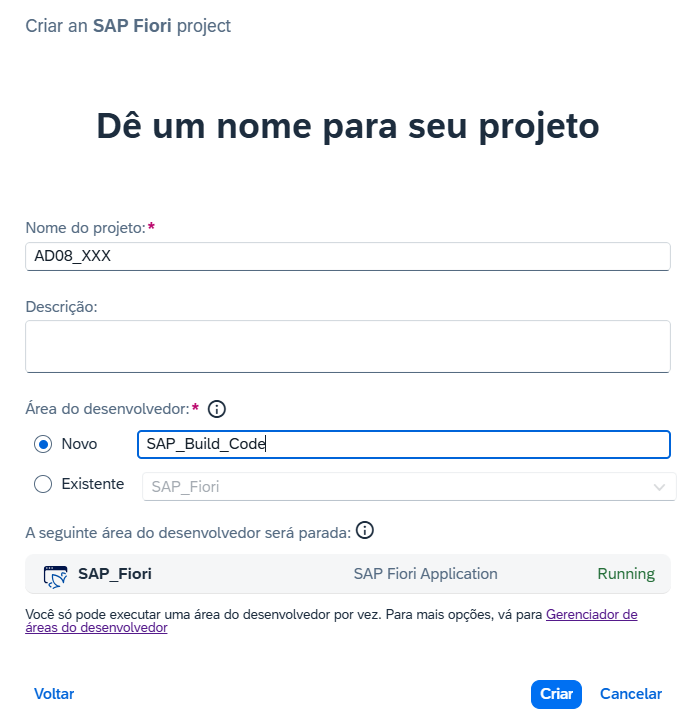 Criar an SAP Fiori project
Dê um nome para seu projeto
Nome do projeto:*
AD08_XXX
Descrição:
Área do desenvolvedor:*
Novo SAP_Build_Code
Existente SAP_Fiori
A seguinte área do desenvolvedor será parada:
SAP_Fiori SAP Fiori Application Running
Você só pode executar uma área do desenvolvedor por vez. Para mais opções, vá para Gerenciador de
áreas do desenvolvedor
Voltar Criar Cancelar